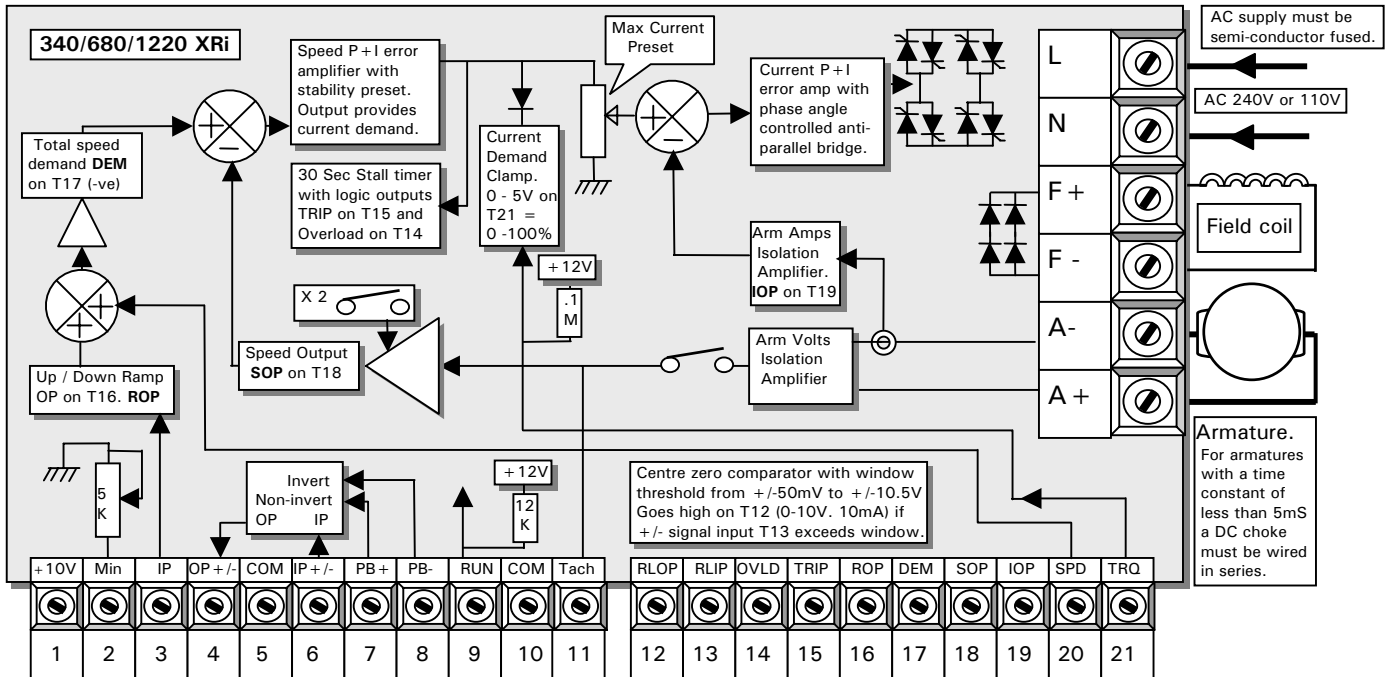 340/680/1220 XRi
Speed P+I error
amplifier with
stability preset.
Output provides
current demand.
Max Current
Preset
Current P+I
error amp with
phase angle
controlled anti-
parallel bridge.
AC supply must be
semi-conductor fused.
L
AC 240V or 110V
N
Total speed
demand DEM
on T17 (-ve)
+
−
30 Sec Stall timer
with logic outputs
TRIP on T15 and
Overload on T14
Current
Demand
Clamp.
0 - 5V on
T21 =
0 -100%
+
−
F+
Field coil
F -
Arm Amps
Isolation
Amplifier.
IOP on T19
+12V
.1
M
X 2
+
+
Speed Output
SOP on T18
Arm Volts
Isolation
Amplifier
A-
A+
Up / Down Ramp
OP on T16. ROP
Armature.
For armatures
with a time
constant of
less than 5mS
a DC choke
must be wired
in series.
5
K
Invert
Non-invert
OP IP
+12V
12
K
Centre zero comparator with window
threshold from +/-50mV to +/-10.5V
Goes high on T12 (0-10V. 10mA) if
+/- signal input T13 exceeds window.
+10V Min IP OP+/- COM IP+/- PB+ PB- RUN COM Tach RLOP RLIP OVLD TRIP ROP DEM SOP IOP SPD TRQ
1 2 3 4 5 6 7 8 9 10 11 12 13 14 15 16 17 18 19 20 21